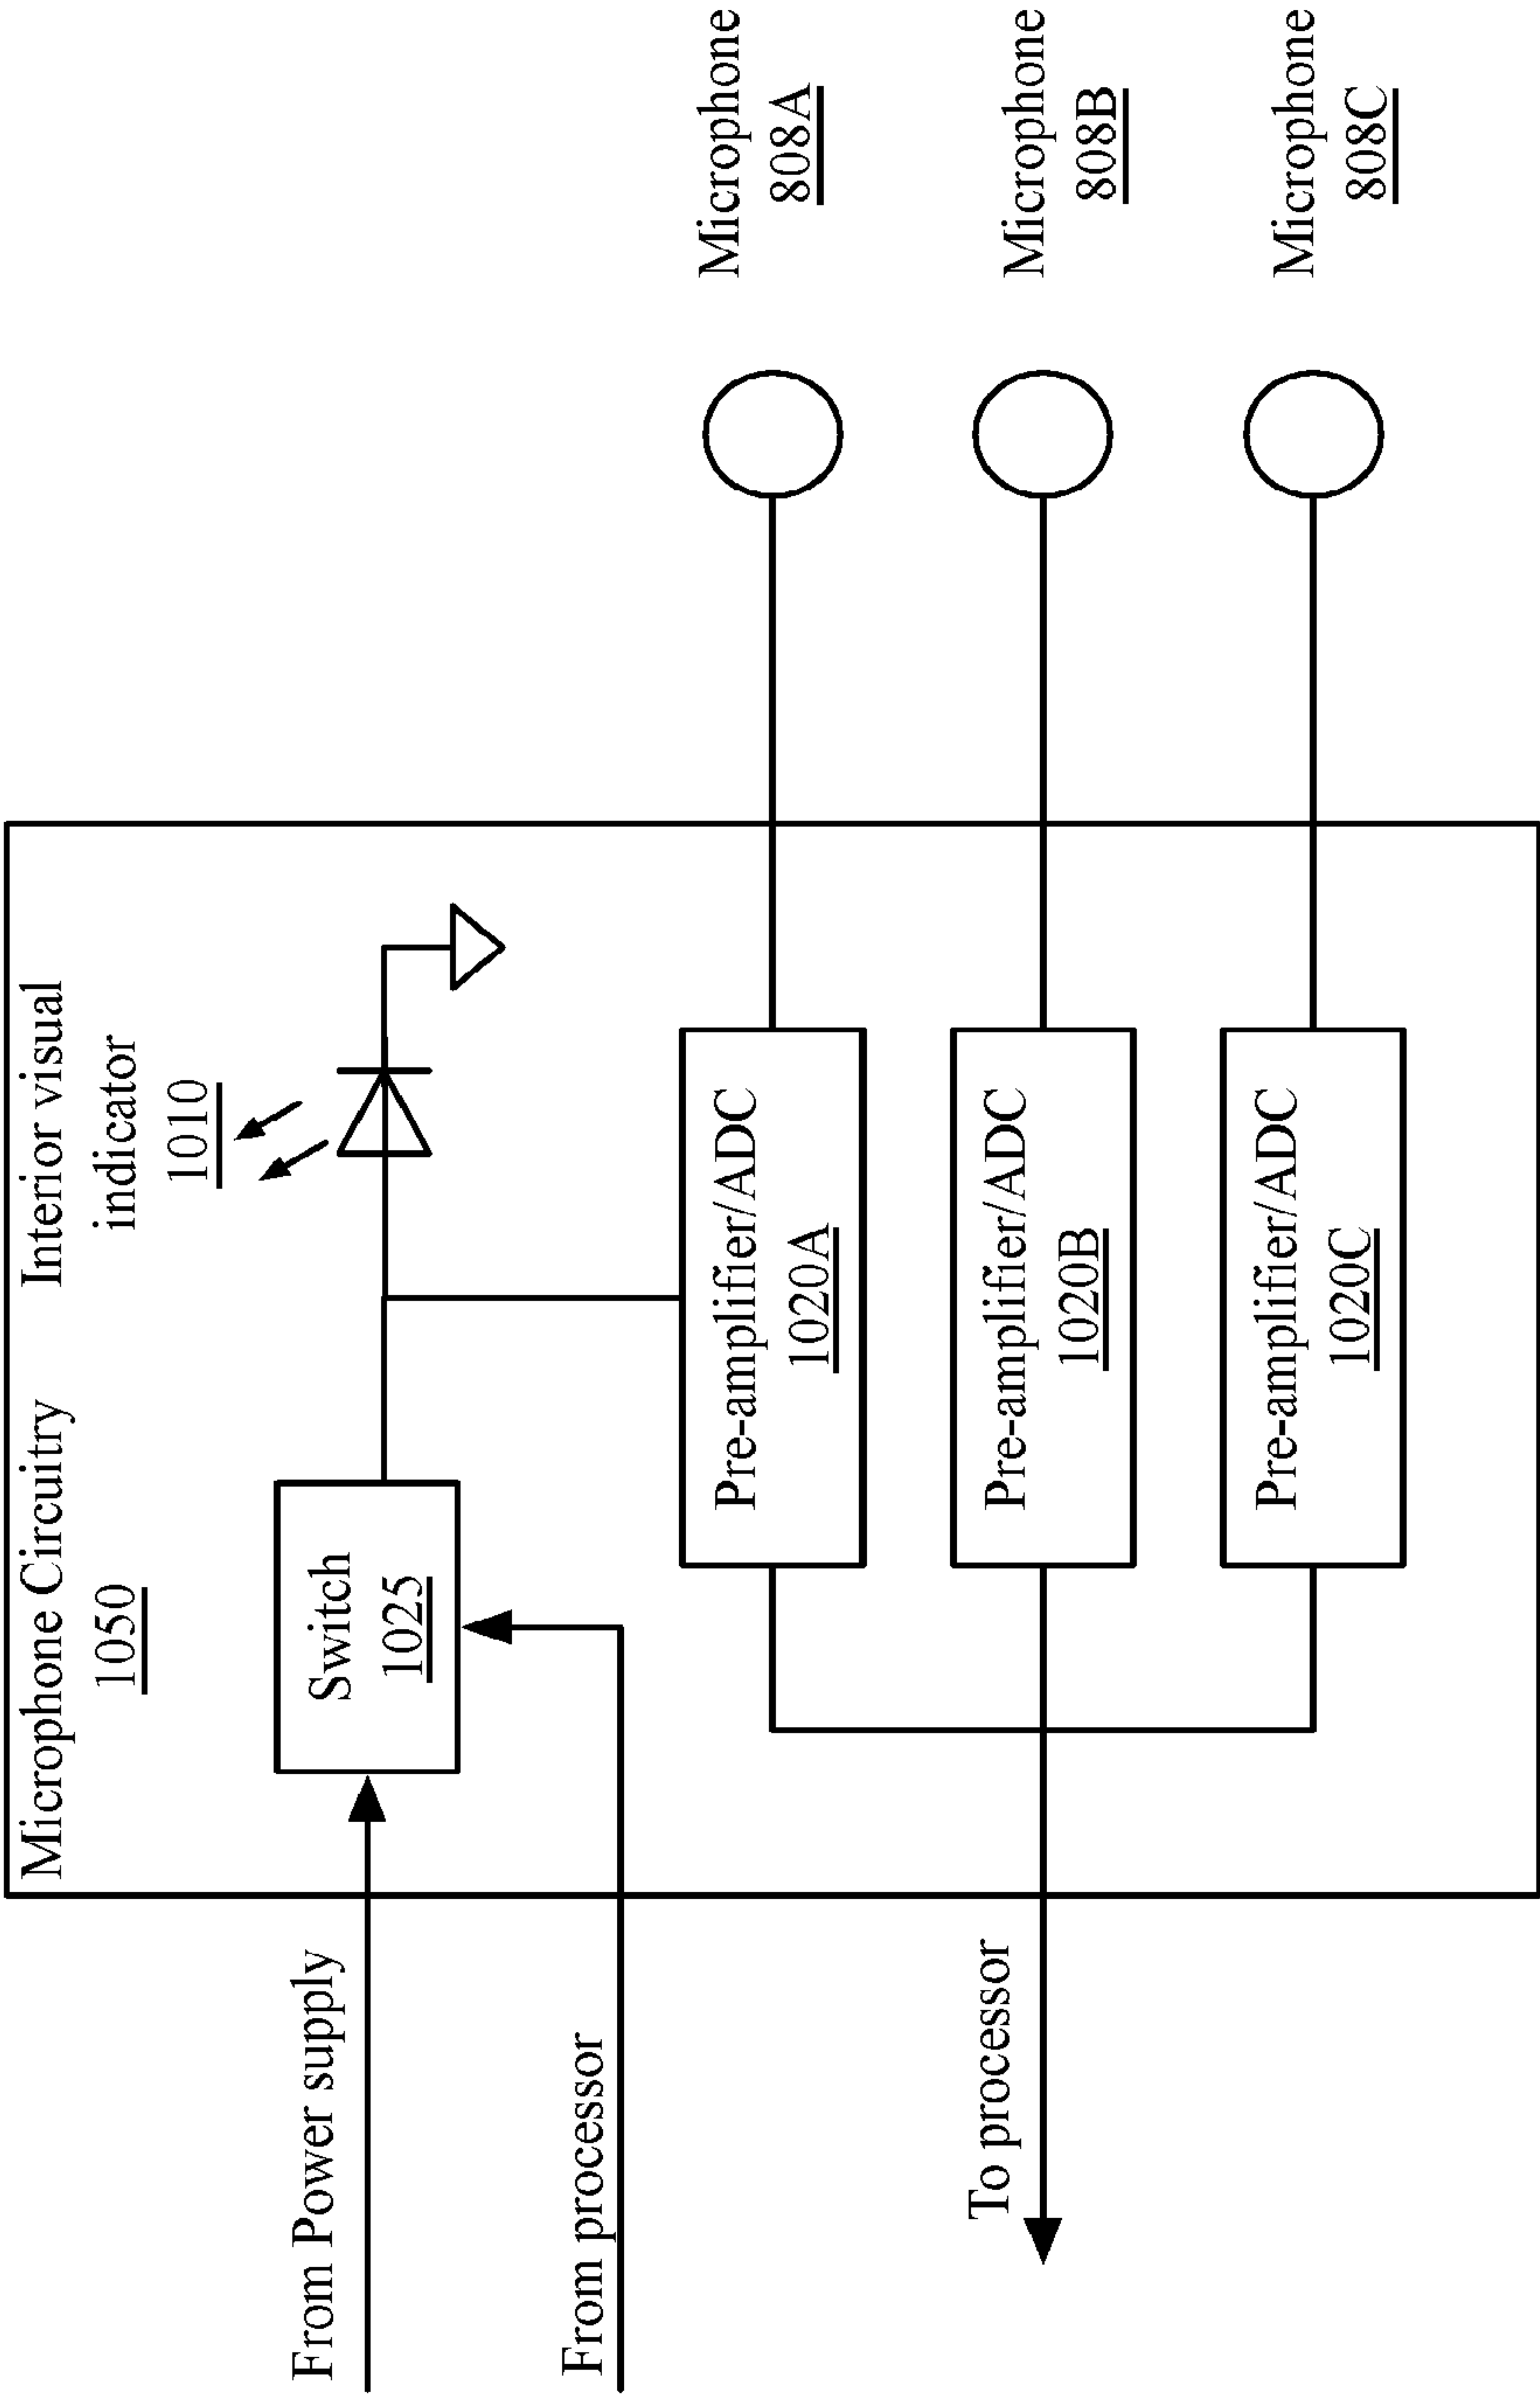 Microphone Circuitry
1050
Interior visual
indicator
1010
From Power supply
Switch
1025
From processor
Pre-amplifier/ADC
1020A
Microphone
808A
To processor
Pre-amplifier/ADC
1020B
Microphone
808B
Pre-amplifier/ADC
1020C
Microphone
808C